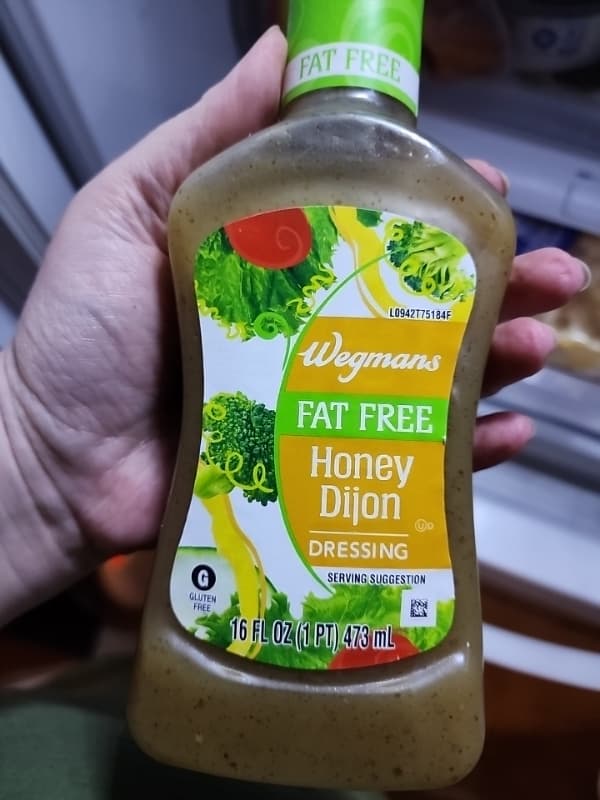 FAT FREE
L0942T75184F
Wegmans
FAT FREE
Honey
Dijon
DRESSING
SERVING SUGGESTION
G
GLUTEN
FREE
16 FL OZ (1 PT) 473 mL